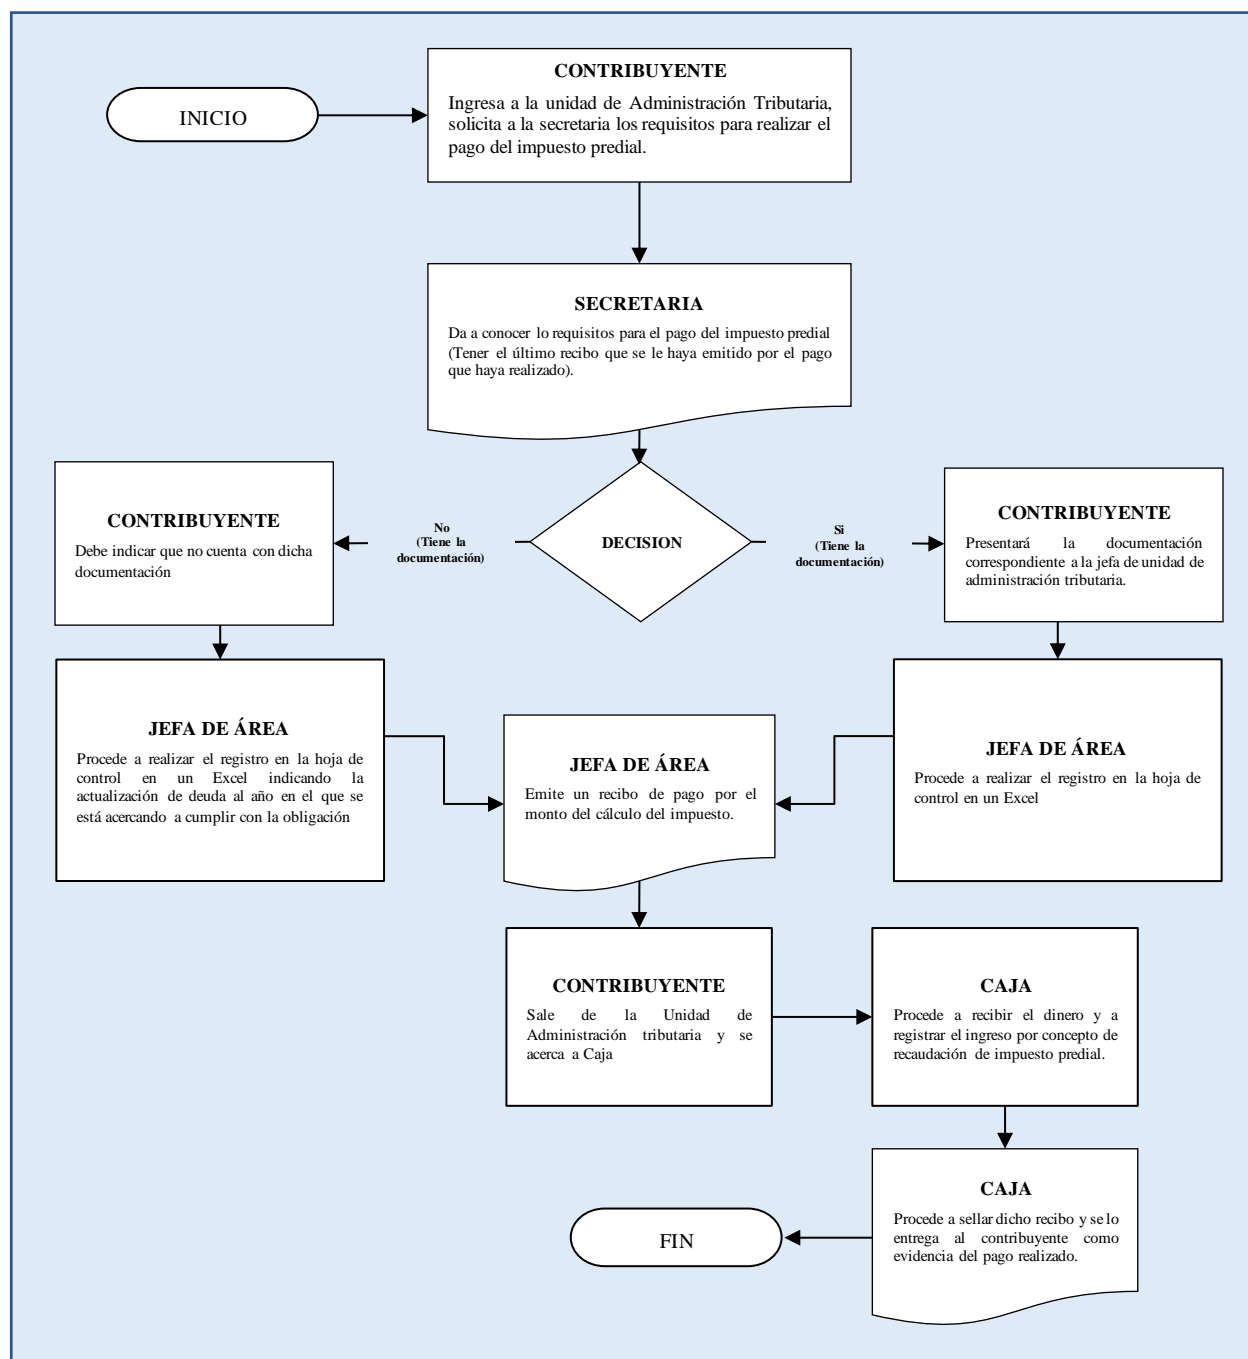 INICIO
CONTRIBUYENTE
Ingresa a la unidad de Administración Tributaria,
solicita a la secretaria los requisitos para realizar el
pago del impuesto predial.
SECRETARIA
Da a conocer lo requisitos para el pago del impuesto predial
(Tener el último recibo que se le haya emitido por el pago
que haya realizado).
DECISION
No
(Tiene la
documentación)
Si
(Tiene la
documentación)
CONTRIBUYENTE
Debe indicar que no cuenta con dicha
documentación
CONTRIBUYENTE
Presentará la documentación
correspondiente a la jefa de unidad de
administración tributaria.
JEFA DE ÁREA
Procede a realizar el registro en la hoja de
control en un Excel indicando la
actualización de deuda al año en el que se
está acercando a cumplir con la obligación
JEFA DE ÁREA
Emite un recibo de pago por el
monto del cálculo del impuesto.
JEFA DE ÁREA
Procede a realizar el registro en la hoja de
control en un Excel
CONTRIBUYENTE
Sale de la Unidad de
Administración tributaria y se
acerca a Caja
CAJA
Procede a recibir el dinero y a
registrar el ingreso por concepto de
recaudación de impuesto predial.
CAJA
Procede a sellar dicho recibo y se lo
entrega al contribuyente como
evidencia del pago realizado.
FIN